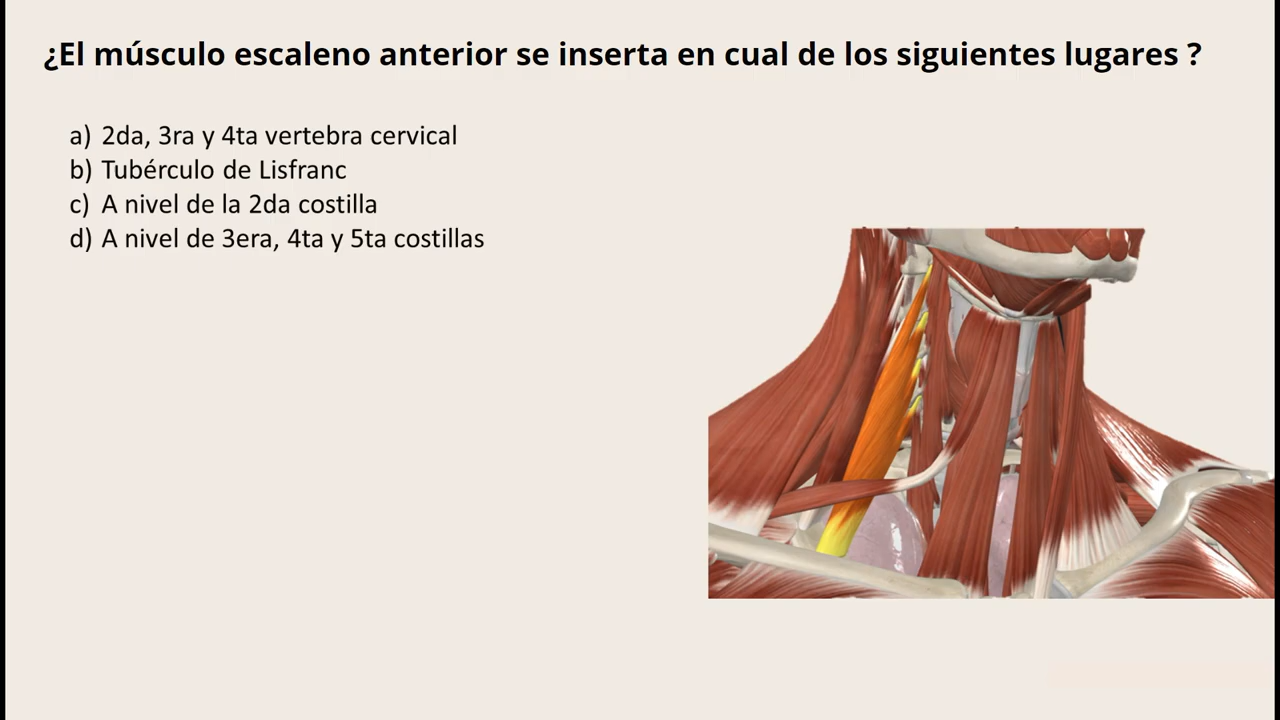 ¿El músculo escaleno anterior se inserta en cual de los siguientes lugares ?
a) 2da, 3ra y 4ta vertebra cervical
b) Tubérculo de Lisfranc
c) A nivel de la 2da costilla
d) A nivel de 3era, 4ta y 5ta costillas